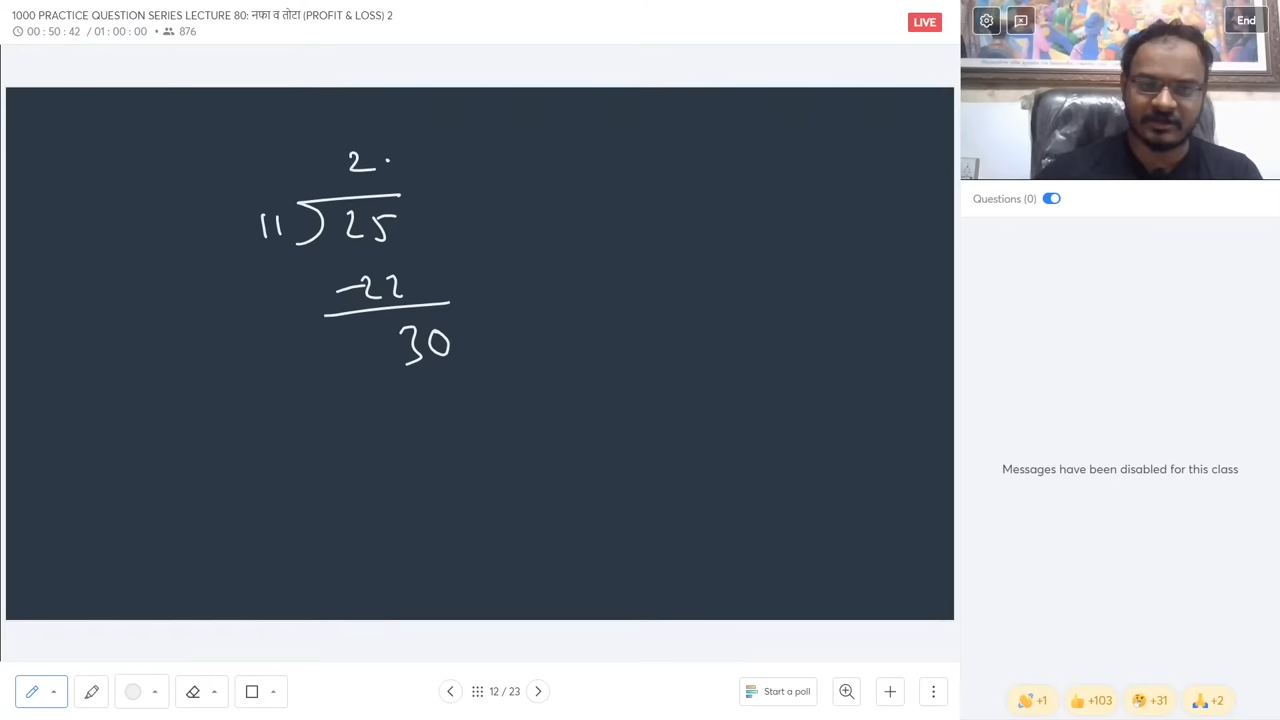 1000 PRACTICE QUESTION SERIES LECTURE 80: नफा व तोटा (PROFIT & LOSS) 2
00 : 50 : 42 / 01 : 00 : 00 • 876
LIVE
End
Questions (0)
2.
11) 25
-22
30
Messages have been disabled for this class
12 / 23
Start a poll
+1 +103 +31 +2